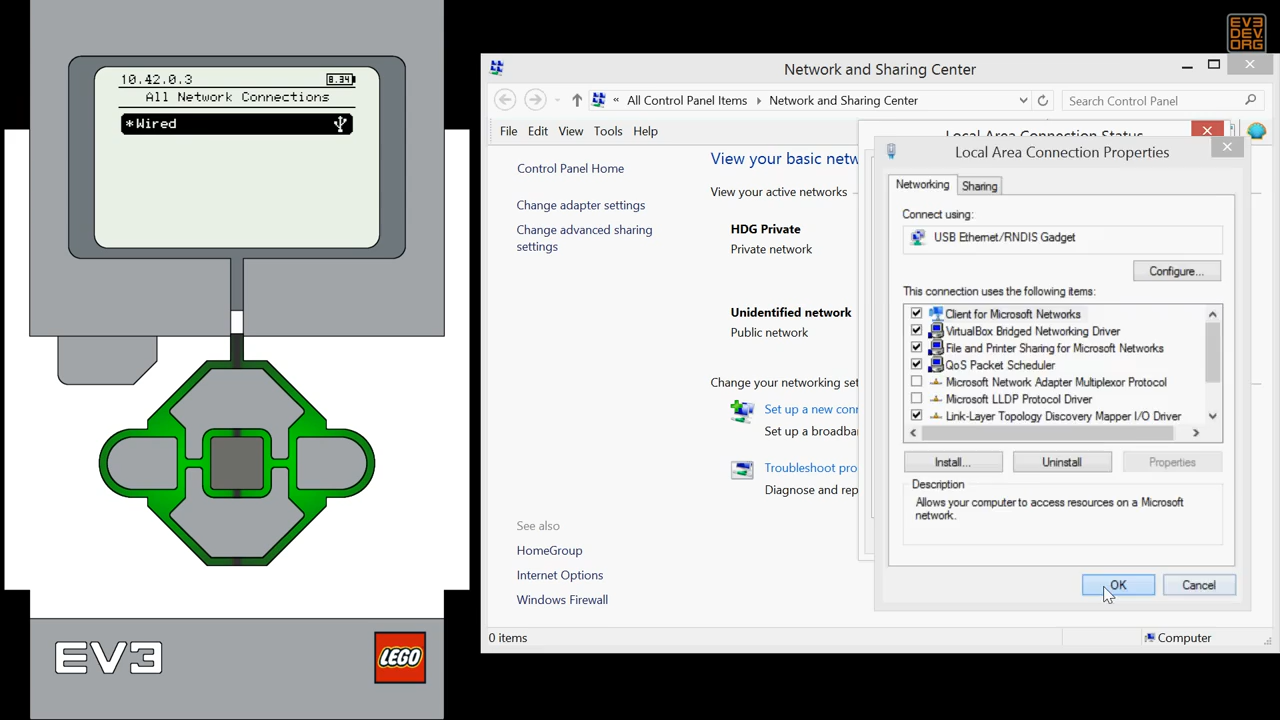 10.42.0.3
8.34
All Network Connections
*Wired
EV3
LEGO
EV3
DEV.
ORG
Network and Sharing Center
« All Control Panel Items Network and Sharing Center
Search Control Panel
File Edit View Tools Help
Control Panel Home
Change adapter settings
Change advanced sharing
settings
See also
HomeGroup
Internet Options
Windows Firewall
View your basic netw
View your active networks
HDG Private
Private network
Unidentified network
Public network
Change your networking set
Set up a new conn
Set up a broadba
Troubleshoot pro
Diagnose and rep
0 items
Computer
Local Area Connection Status
Local Area Connection Properties
Networking Sharing
Connect using:
USB Ethernet/RNDIS Gadget
Configure...
This connection uses the following items:
Client for Microsoft Networks
VirtualBox Bridged Networking Driver
File and Printer Sharing for Microsoft Networks
QoS Packet Scheduler
Microsoft Network Adapter Multiplexor Protocol
Microsoft LLDP Protocol Driver
Link-Layer Topology Discovery Mapper I/O Driver
Install... Uninstall Properties
Description
Allows your computer to access resources on a Microsoft
network.
OK Cancel